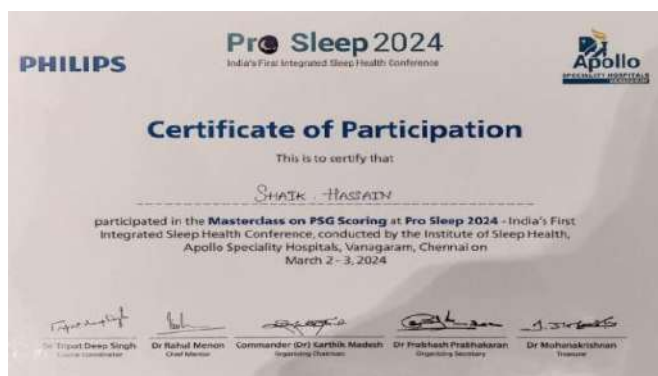 PHILIPS
Pro Sleep 2024
India's First Integrated Sleep Health Conference
Apollo
SPECIALITY HOSPITALS
VANAGARAM
Certificate of Participation
This is to certify that
SHAIK . HASSAIN
participated in the Masterclass on PSG Scoring at Pro Sleep 2024 - India's First
Integrated Sleep Health Conference, conducted by the Institute of Sleep Health,
Apollo Speciality Hospitals, Vanagaram, Chennai on
March 2 - 3, 2024
Dr Tripat Deep Singh
Dr Rahul Menon
Commander (Dr) Karthik Madesh
Dr Prabhash Prabhakaran
Dr Mohanakrishnan
Chief Mentor
Organising Chairman
Organising Secretary
Treasurer